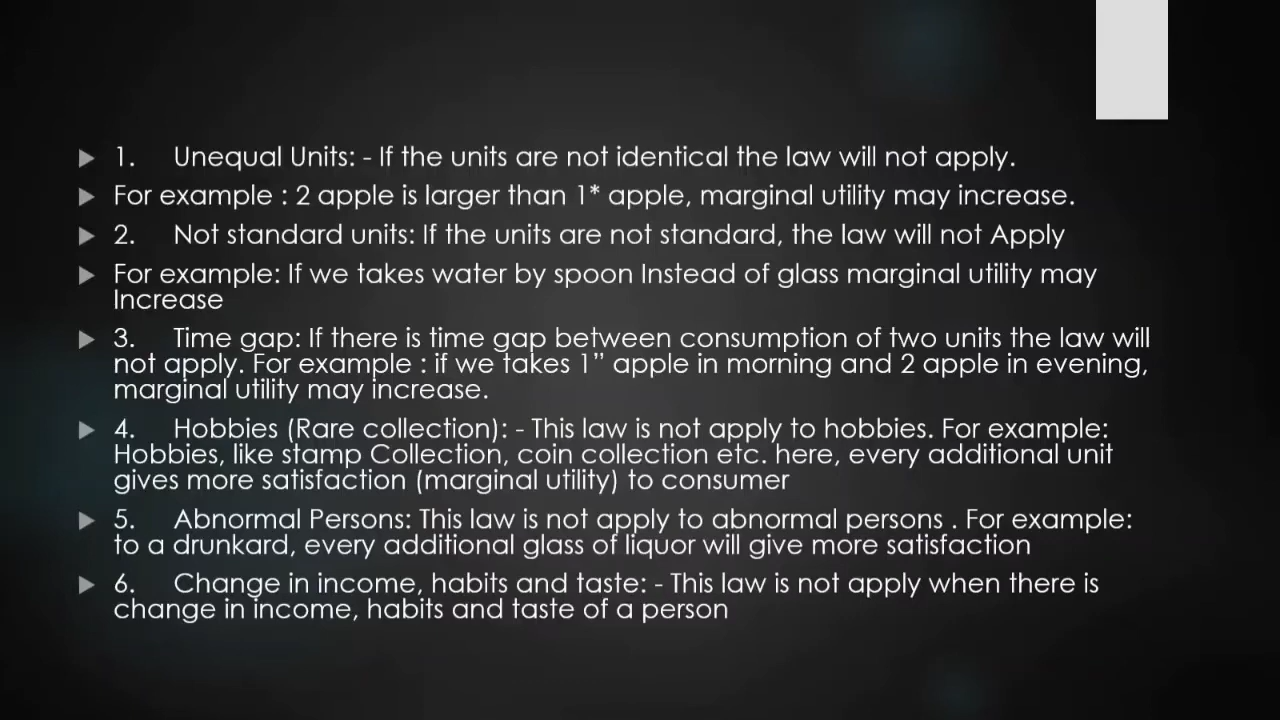 1. Unequal Units: - If the units are not identical the law will not apply.
For example : 2 apple is larger than 1* apple, marginal utility may increase.
2. Not standard units: If the units are not standard, the law will not Apply
For example: If we takes water by spoon Instead of glass marginal utility may
Increase
3. Time gap: If there is time gap between consumption of two units the law will
not apply. For example : if we takes 1” apple in morning and 2 apple in evening,
marginal utility may increase.
4. Hobbies (Rare collection): - This law is not apply to hobbies. For example:
Hobbies, like stamp Collection, coin collection etc. here, every additional unit
gives more satisfaction (marginal utility) to consumer
5. Abnormal Persons: This law is not apply to abnormal persons . For example:
to a drunkard, every additional glass of liquor will give more satisfaction
6. Change in income, habits and taste: - This law is not apply when there is
change in income, habits and taste of a person